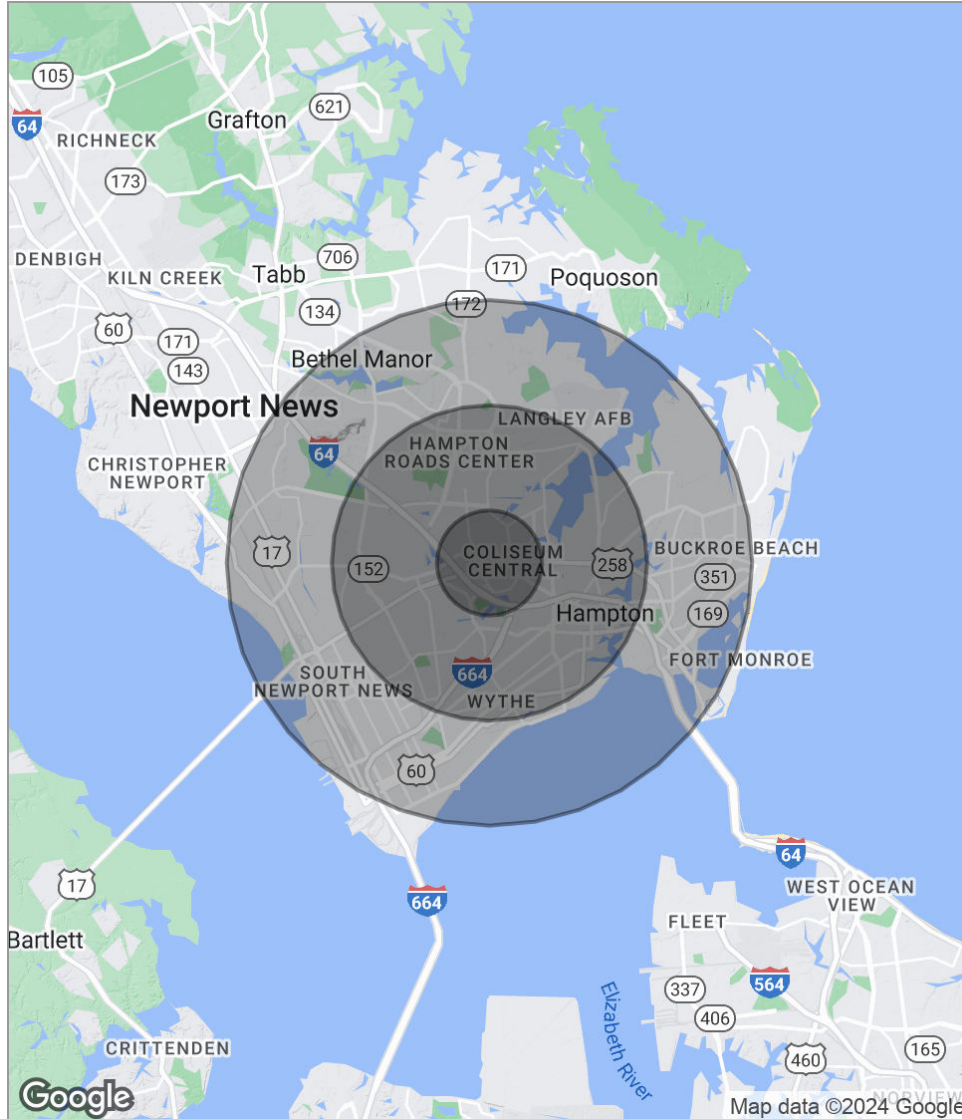 105
621
Grafton
64
RICHNECK
173
DENBIGH
706
171
KILN CREEK
Tabb
Poquoson
172
134
60
171
Bethel Manor
143
Newport News
LANGLEY AFB
64
HAMPTON
ROADS CENTER
CHRISTOPHER
NEWPORT
17
COLISEUM
CENTRAL
258
BUCKROE BEACH
152
351
Hampton
169
664
SOUTH
NEWPORT NEWS
FORT MONROE
WYTHE
60
64
17
664
WEST OCEAN
VIEW
FLEET
Bartlett
564
337
Elizabeth River
406
CRITTENDEN
460
165
Google
NORVIEW
Map data ©2024 Google